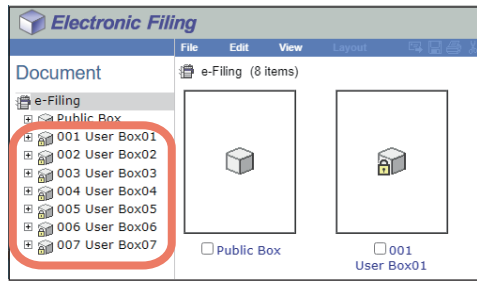 Electronic Filing
File Edit View Layout
Document
e-Filing (8 items)
e-Filing
Public Box
001 User Box01
002 User Box02
003 User Box03
004 User Box04
005 User Box05
006 User Box06
007 User Box07
Public Box
001
User Box01